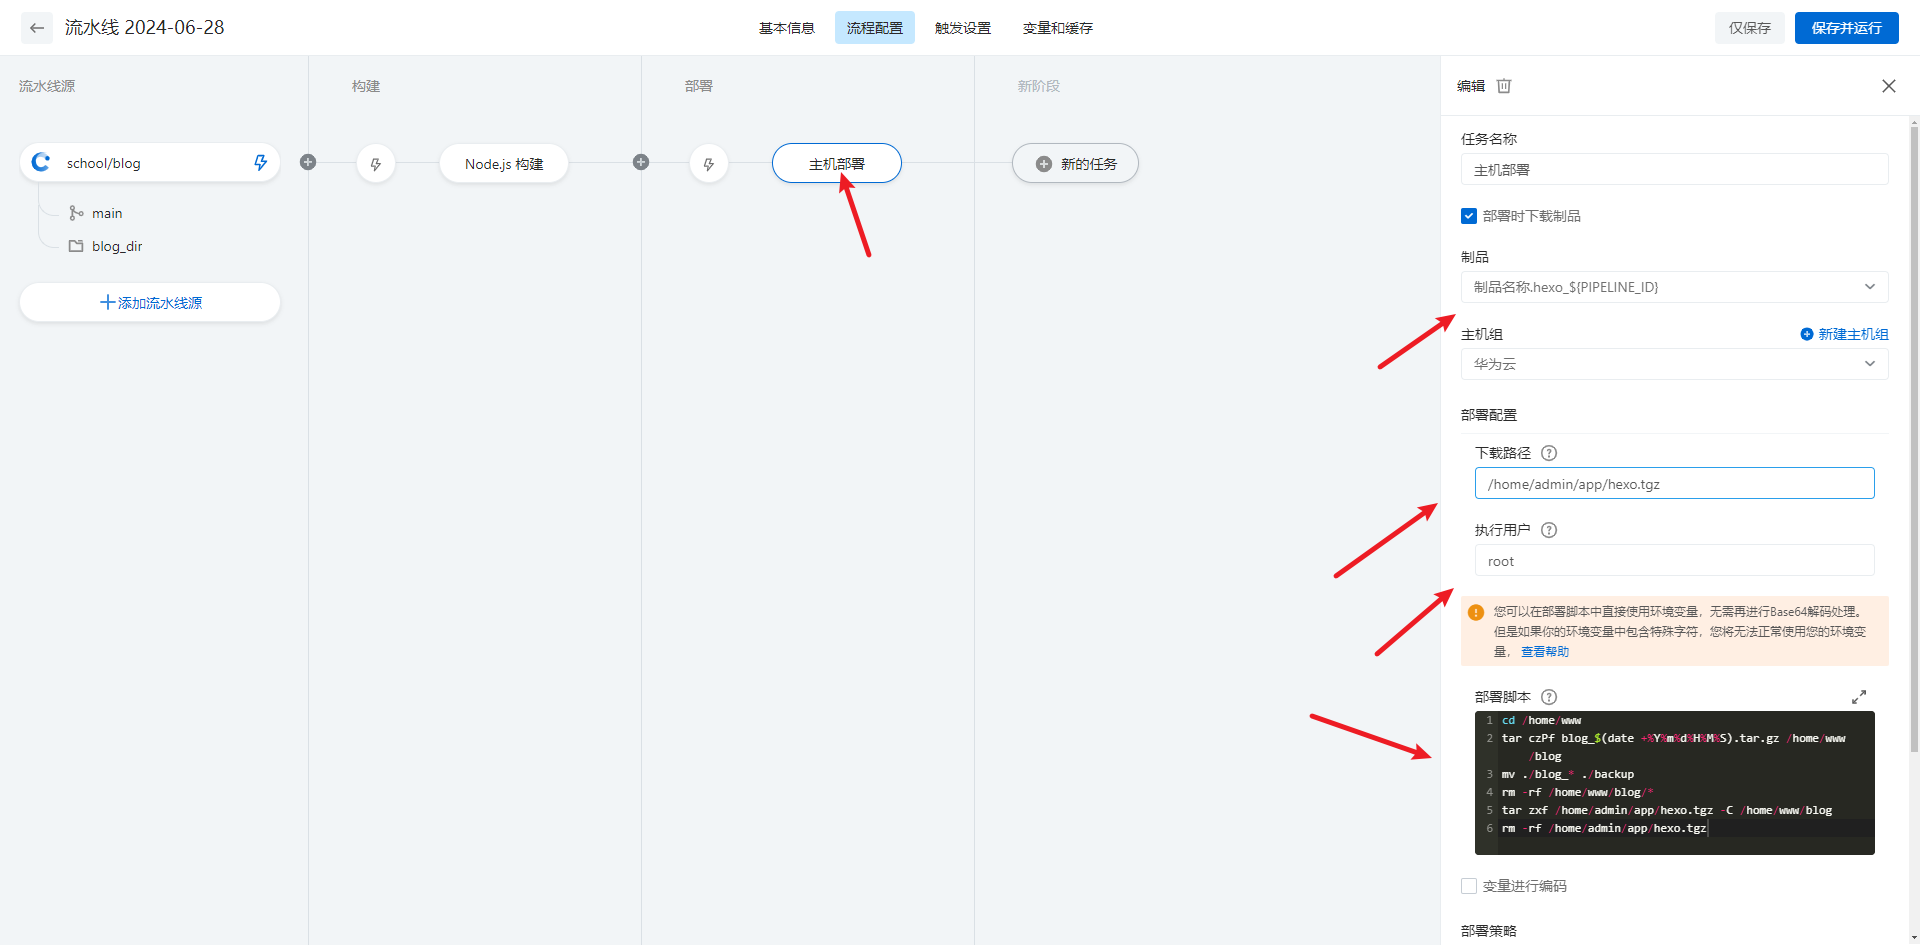 流水线 2024-06-28
基本信息
流程配置
触发设置
变量和缓存
仅保存
保存并运行
流水线源
构建
部署
新阶段
school/blog
Node.js 构建
主机部署
新的任务
main
blog_dir
添加流水线源
编辑
任务名称
主机部署
部署时下载制品
制品
制品名称.hexo_${PIPELINE_ID}
主机组
新建主机组
华为云
部署配置
下载路径
/home/admin/app/hexo.tgz
执行用户
root
您可以在部署脚本中直接使用环境变量，无需再进行Base64解码处理。
但是如果你的环境变量中包含特殊字符，您将无法正常使用您的环境变
量， 查看帮助
部署脚本
1 cd /home/www
2 tar czPf blog_$(date +%Y%m%d%H%M%S).tar.gz /home/www
/blog
3 mv ./blog_* ./backup
4 rm -rf /home/www/blog/*
5 tar zxf /home/admin/app/hexo.tgz -C /home/www/blog
6 rm -rf /home/admin/app/hexo.tgz
变量进行编码
部署策略